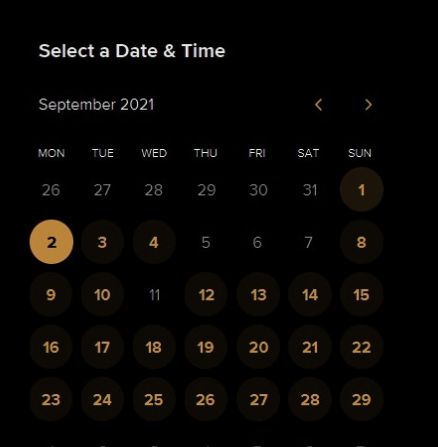 Select a Date & Time
September 2021
MON TUE WED THU FRI SAT SUN
26 27 28 29 30 31 1
2 3 4 5 6 7 8
9 10 11 12 13 14 15
16 17 18 19 20 21 22
23 24 25 26 27 28 29